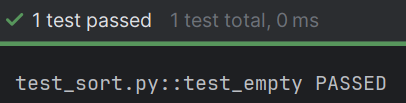 1 test passed 1 test total, 0 ms
test_sort.py::test_empty PASSED